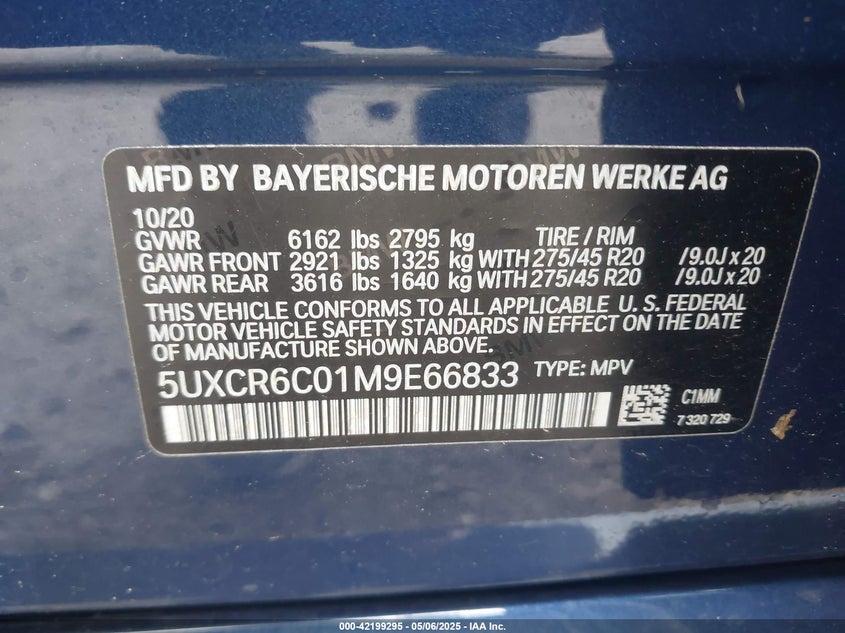 MFD BY BAYERISCHE MOTOREN WERKE AG
10/20
GVWR 6162 lbs 2795 kg TIRE / RIM
GAWR FRONT 2921 lbs 1325 kg WITH 275/45 R20 /9.0J x 20
GAWR REAR 3616 lbs 1640 kg WITH 275/45 R20 /9.0J x 20
THIS VEHICLE CONFORMS TO ALL APPLICABLE U. S. FEDERAL
MOTOR VEHICLE SAFETY STANDARDS IN EFFECT ON THE DATE
OF MANUFACTURE SHOWN ABOVE.
5UXCR6C01M9E66833 TYPE: MPV
C1MM
7 320 729
000-42199295 - 05/06/2025 - IAA Inc.